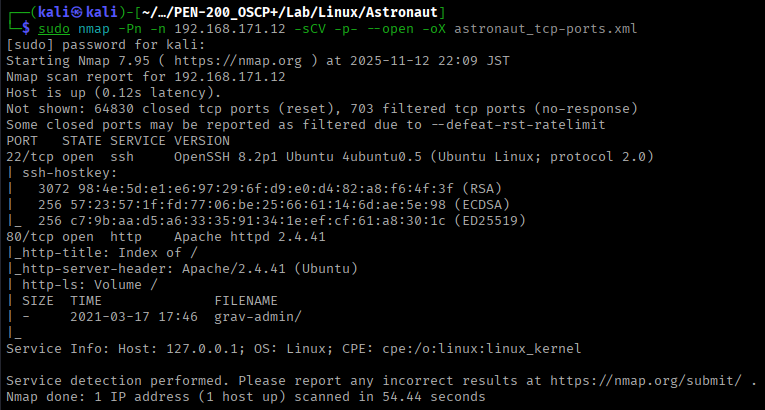 ┌──(kali㉿kali)-[~/…/PEN-200_OSCP+/Lab/Linux/Astronaut]
└─$ sudo nmap -Pn -n 192.168.171.12 -sCV -p- --open -oX astronaut_tcp-ports.xml
[sudo] password for kali:
Starting Nmap 7.95 ( https://nmap.org ) at 2025-11-12 22:09 JST
Nmap scan report for 192.168.171.12
Host is up (0.12s latency).
Not shown: 64830 closed tcp ports (reset), 703 filtered tcp ports (no-response)
Some closed ports may be reported as filtered due to --defeat-rst-ratelimit
PORT   STATE SERVICE VERSION
22/tcp open  ssh     OpenSSH 8.2p1 Ubuntu 4ubuntu0.5 (Ubuntu Linux; protocol 2.0)
| ssh-hostkey:
|   3072 98:4e:5d:e1:e6:97:29:6f:d9:e0:d4:82:a8:f6:4f:3f (RSA)
|   256 57:23:57:1f:fd:77:06:be:25:66:61:14:6d:ae:5e:98 (ECDSA)
|_  256 c7:9b:aa:d5:a6:33:35:91:34:1e:ef:cf:61:a8:30:1c (ED25519)
80/tcp open  http    Apache httpd 2.4.41
|_http-title: Index of /
|_http-server-header: Apache/2.4.41 (Ubuntu)
| http-ls: Volume /
| SIZE  TIME              FILENAME
| -     2021-03-17 17:46  grav-admin/
|_
Service Info: Host: 127.0.0.1; OS: Linux; CPE: cpe:/o:linux:linux_kernel

Service detection performed. Please report any incorrect results at https://nmap.org/submit/ .
Nmap done: 1 IP address (1 host up) scanned in 54.44 seconds